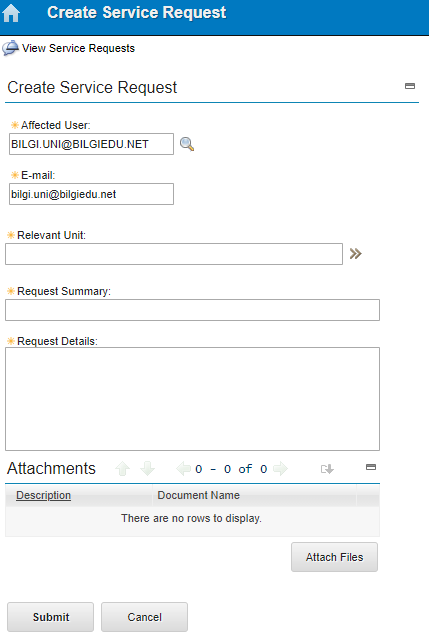 Create Service Request
View Service Requests
Create Service Request
Affected User:
BILGI.UNI@BILGIEDU.NET
E-mail:
bilgi.uni@bilgiedu.net
Relevant Unit:
Request Summary:
Request Details:
Attachments 0 - 0 of 0
Description Document Name
There are no rows to display.
Attach Files
Submit Cancel